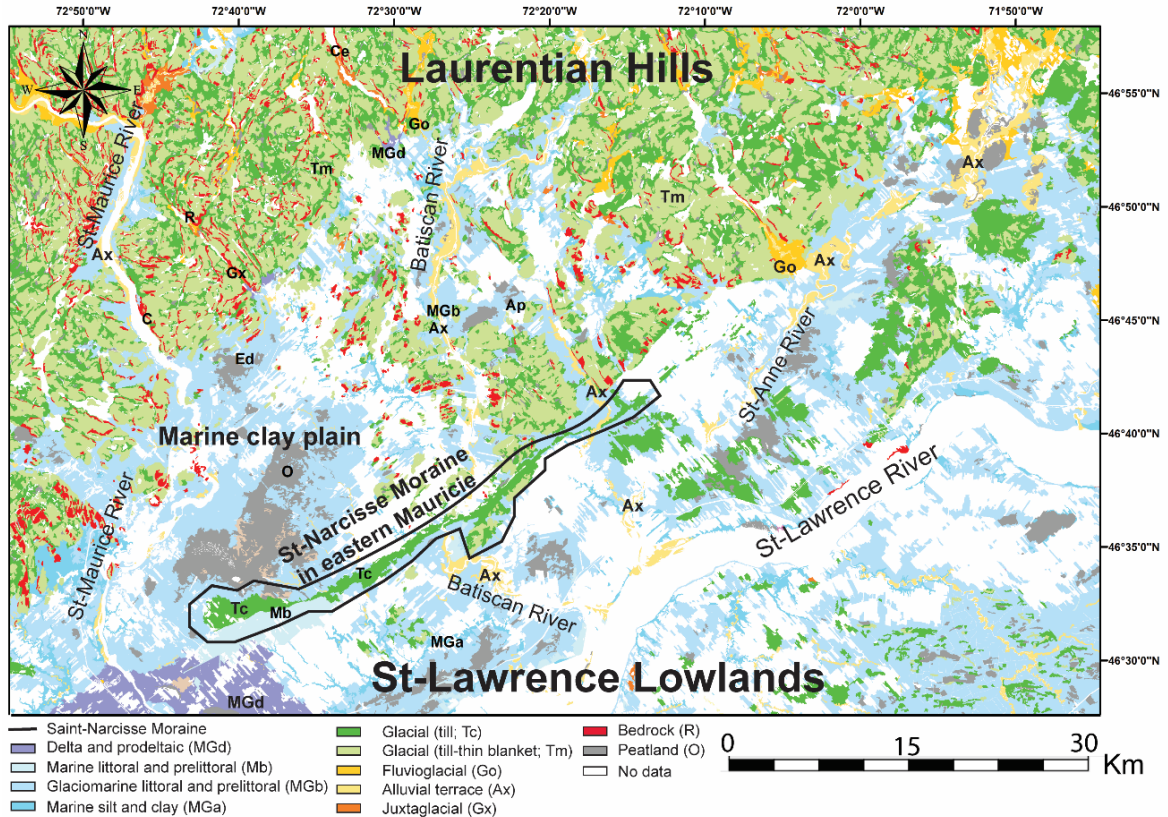 72°50'0"W 72°40'0"W 72°30'0"W 72°20'0"W 72°10'0"W 72°0'0"W 71°50'0"W
N
W E
S
Ce
Laurentian Hills
46°55'0"N
Go
MGd
Tm
St-Maurice River
Batiscan River
Ax
Tm
46°50'0"N
R
Ax
Gx
Go
Ax
MGb
Ap
Ax
C
46°45'0"N
Ed
St-Anne River
Ax
Marine clay plain
46°40'0"N
O
St-Narcisse Moraine
in eastern Mauricie
St-Lawrence River
Ax
St-Maurice River
46°35'0"N
Tc
Ax
Tc
Mb
Batiscan River
MGa
46°30'0"N
St-Lawrence Lowlands
MGd
Saint-Narcisse Moraine
Delta and prodeltaic (MGd)
Marine littoral and prelittoral (Mb)
Glaciomarine littoral and prelittoral (MGb)
Marine silt and clay (MGa)
Glacial (till; Tc)
Glacial (till-thin blanket; Tm)
Fluvioglacial (Go)
Alluvial terrace (Ax)
Juxtaglacial (Gx)
Bedrock (R)
Peatland (O)
No data
0 15 30
Km